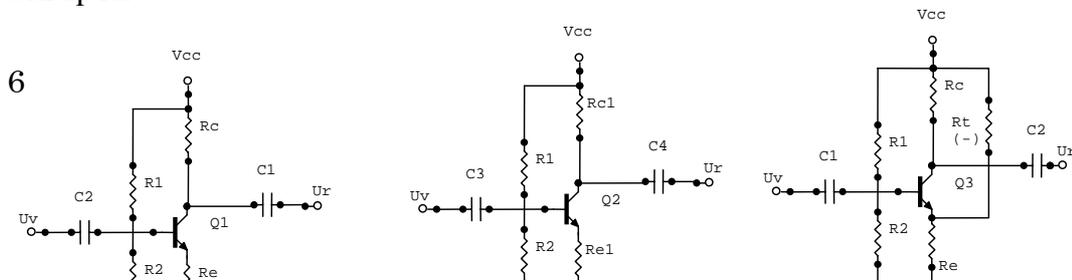 6
Vcc
Rc
R1
C1
C2
Uv
Ur
Q1
R2
Re
Vcc
Rc1
R1
C4
C3
Uv
Ur
Q2
R2
Re1
Vcc
Rc
Rt
(-)
R1
C2
C1
Uv
Ur
Q3
R2
Re